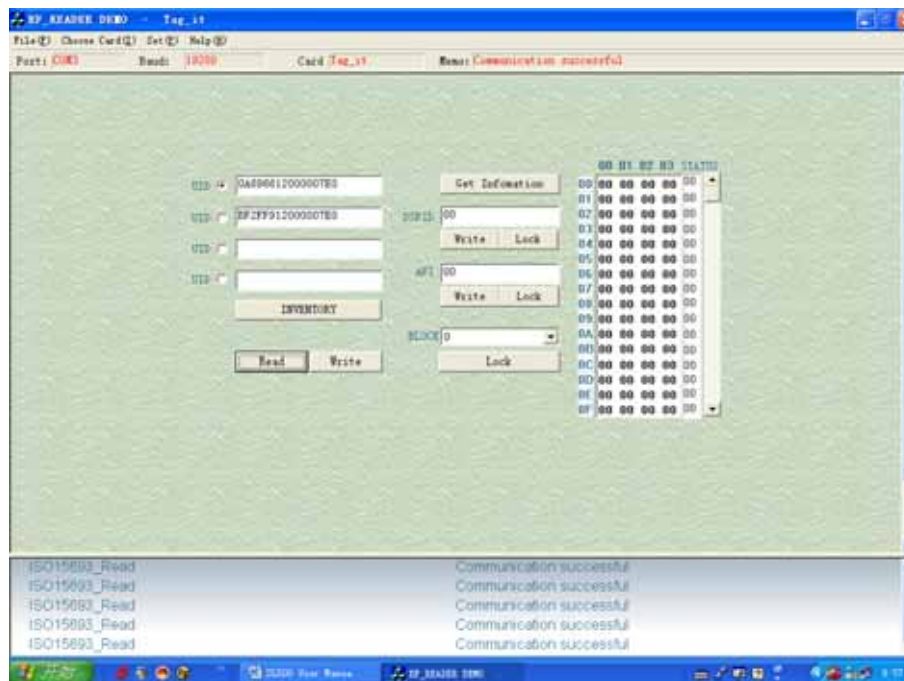 RF_READER DEMO -- Tag_it
File(F) Choose Card(Q) Set(E) Help(H)
Port: COM3 Baud: 19200 Card Tag_it Memo: Communication successful
00 01 02 03 STATUS
UID Get Infomation 00 00 00 00 00 00
01 00 00 00 00 00
UID DSFID 00 02 00 00 00 00 00
03 00 00 00 00 00
Write Lock 04 00 00 00 00 00
UID 05 00 00 00 00 00
UID AFI 00 06 00 00 00 00 00
07 00 00 00 00 00
INVENTORY Write Lock 08 00 00 00 00 00
09 00 00 00 00 00
BLOCK 0 0A 00 00 00 00 00
0B 00 00 00 00 00
Read Write Lock 0C 00 00 00 00 00
0D 00 00 00 00 00
0E 00 00 00 00 00
0F 00 00 00 00 00
ISO15693_Read Communication successful
ISO15693_Read Communication successful
ISO15693_Read Communication successful
ISO15693_Read Communication successful
ISO15693_Read Communication successful
开始 User RF_READER DEMO